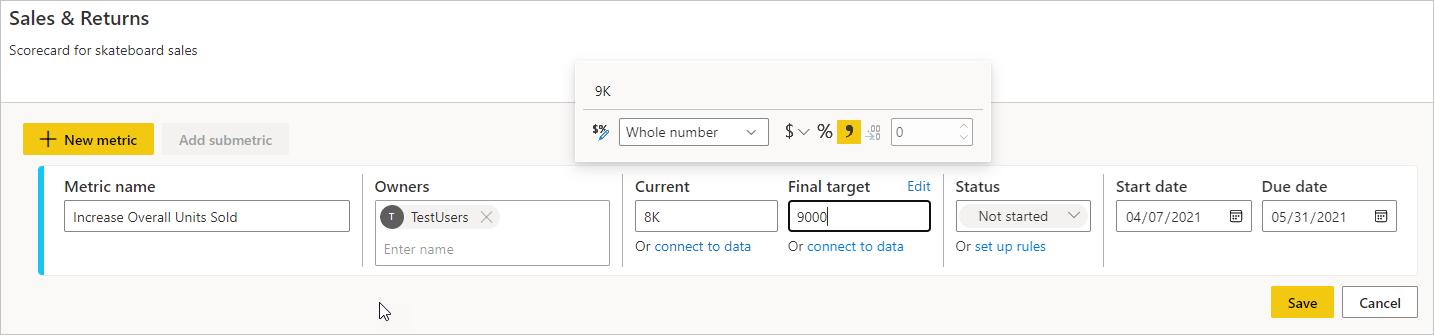 Sales & Returns
Scorecard for skateboard sales
9K
$% Whole number $ % , .00 0
New metric Add submetric
Metric name Owners Current Final target Edit Status Start date Due date
Increase Overall Units Sold T TestUsers 8K 9000 Not started 04/07/2021 05/31/2021
Enter name Or connect to data Or connect to data Or set up rules
Save Cancel